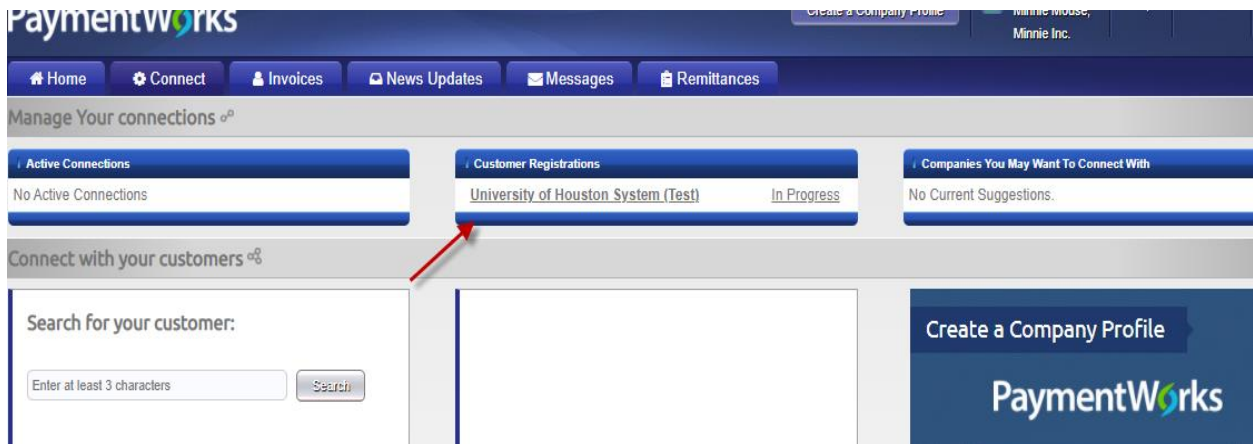 PaymentWorks
Create a Company Profile
Minnie Mouse,
Minnie Inc.
Home Connect Invoices News Updates Messages Remittances
Manage Your connections
Active Connections
No Active Connections
Customer Registrations
University of Houston System (Test) In Progress
Companies You May Want To Connect With
No Current Suggestions.
Connect with your customers
Search for your customer:
Enter at least 3 characters Search
Create a Company Profile
PaymentWorks